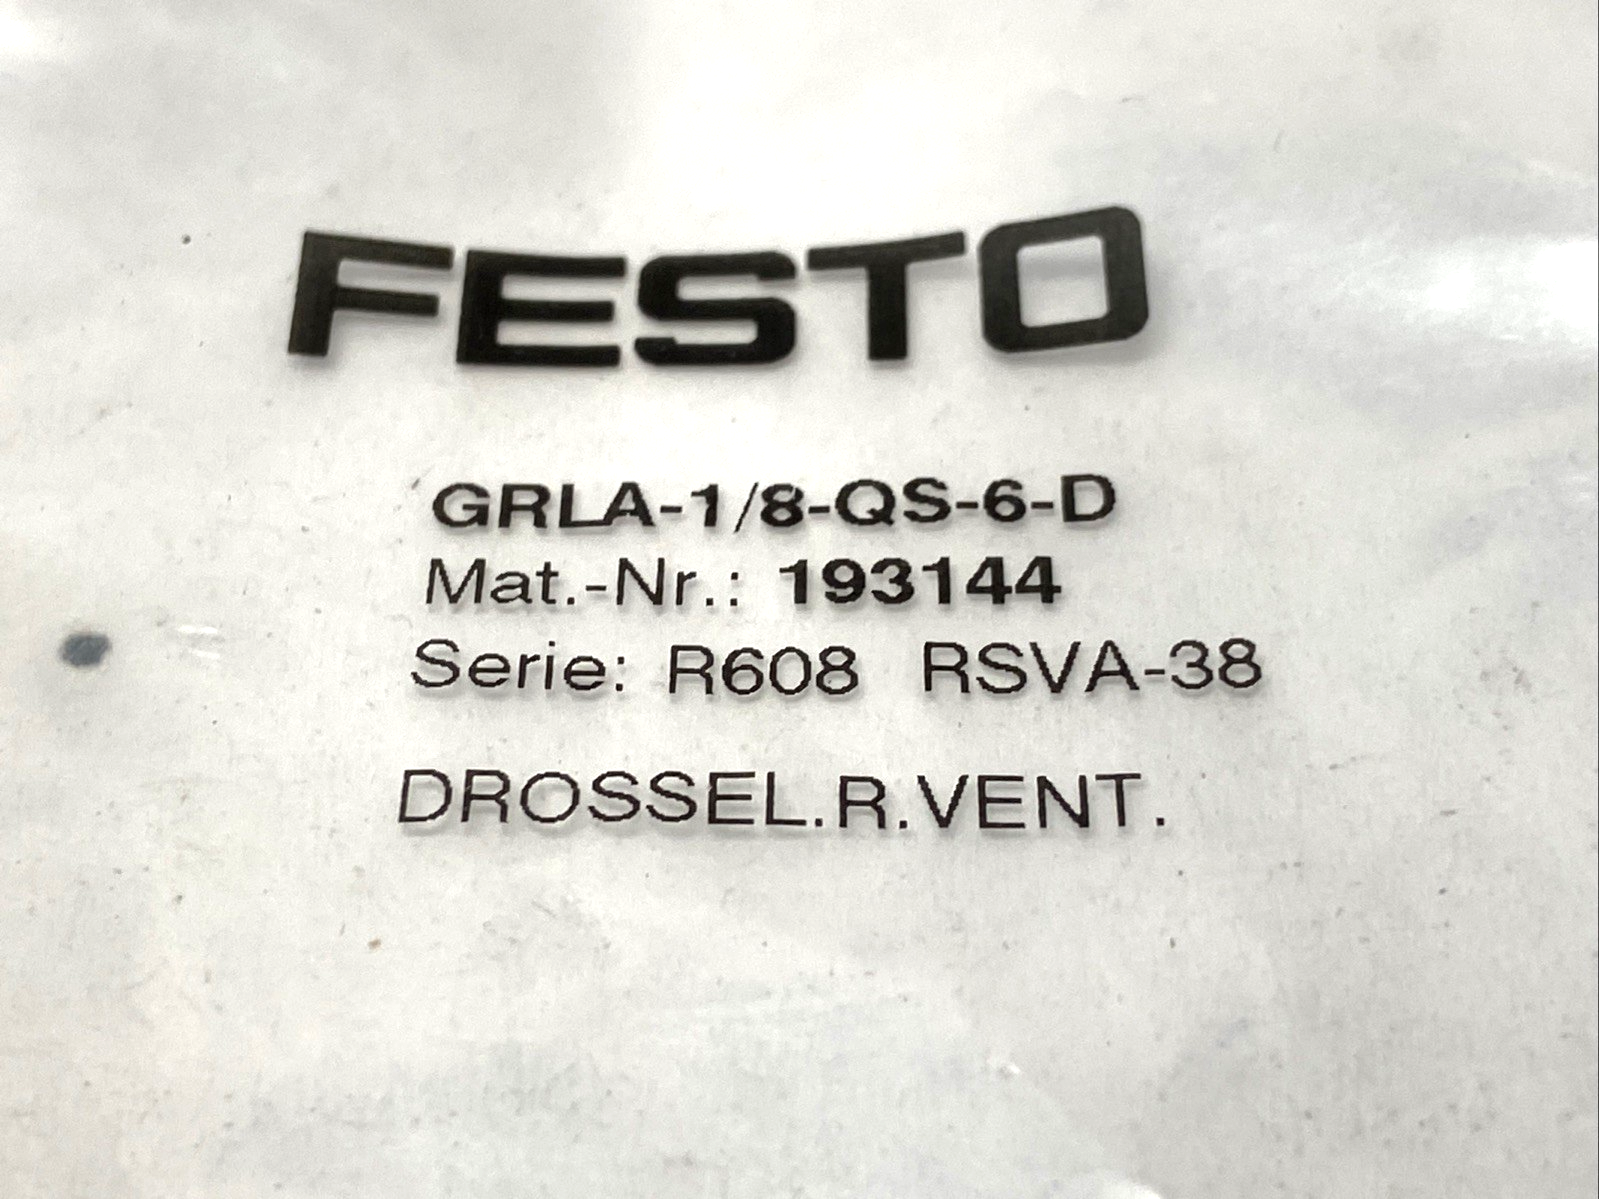 FESTO
GRLA-1/8-QS-6-D
Mat.-Nr.: 193144
Serie: R608 RSVA-38
DROSSEL.R.VENT.